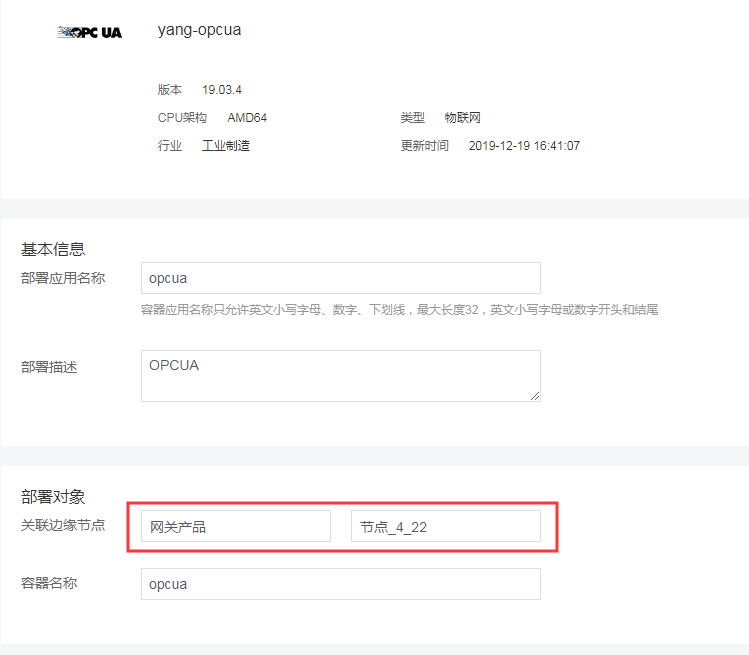 OPC UA
yang-opcua
版本 19.03.4
CPU架构 AMD64 类型 物联网
行业 工业制造 更新时间 2019-12-19 16:41:07
基本信息
部署应用名称 opcua
容器应用名称只允许英文小写字母、数字、下划线，最大长度32，英文小写字母或数字开头和结尾
部署描述 OPCUA
部署对象
关联边缘节点 网关产品 节点_4_22
容器名称 opcua